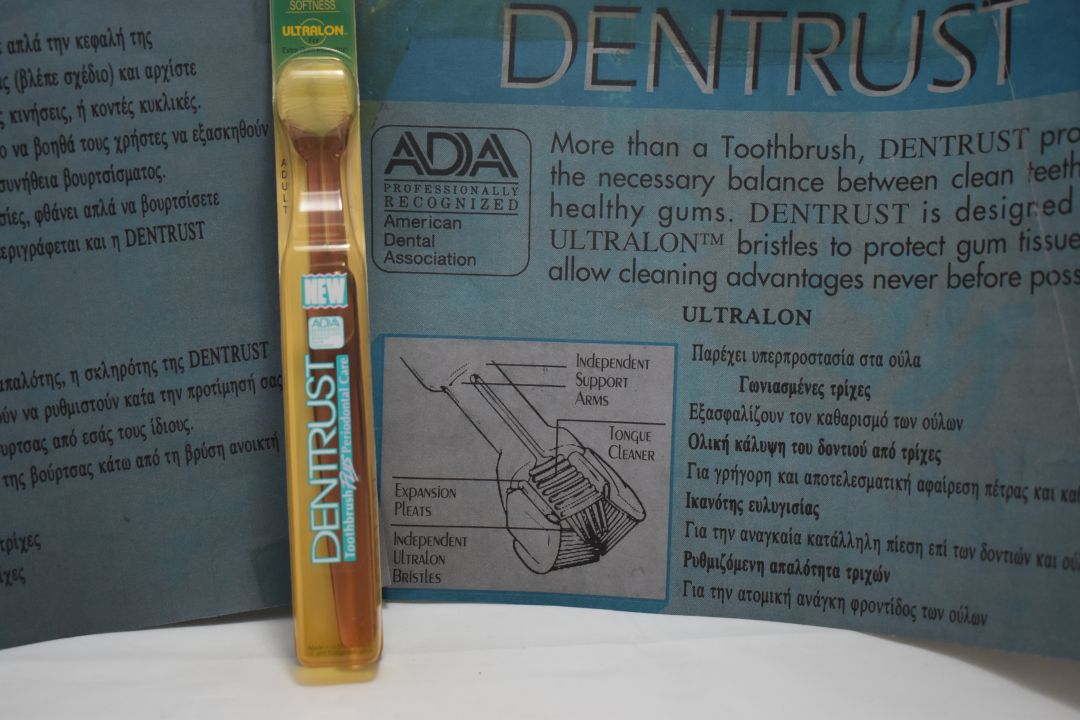 απλά την κεφαλή της
(βλέπε σχέδιο) και αρχίστε
κινήσεις, ή κοντές κυκλικές.
να βοηθά τους χρήστες να εξασκηθούν
συνήθεια βουρτσίσματος.
φθάνει απλά να βουρτσίσετε
περιγράφεται και η DENTRUST
απαλότης, η σκληρότης της DENTRUST
να ρυθμιστούν κατα την προτίμησή σας
από εσάς τους ίδιους.
της βούρτσας κάτω από τη βρύση ανοικτή
τρίχες
SOFTNESS
ULTRALON
ADULT
NEW
ADA
DENTRUST
Toothbrush Plus Periodontal Care
DENTRUST
ADA
PROFESSIONALLY
RECOGNIZED
American
Dental
Association
More than a Toothbrush, DENTRUST pro
the necessary balance between clean teeth
healthy gums. DENTRUST is designed
ULTRALON™ bristles to protect gum tissue
allow cleaning advantages never before poss
INDEPENDENT
SUPPORT
ARMS
TONGUE
CLEANER
EXPANSION
PLEATS
INDEPENDENT
ULTRALON
BRISTLES
ULTRALON
Παρέχει υπερπροστασία στα ούλα
Γωνιασμένες τρίχες
Εξασφαλίζουν τον καθαρισμό των ούλων
Ολική κάλυψη του δοντιού από τρίχες
Για γρήγορη και αποτελεσματική αφαίρεση πέτρας και
Ικανότης ευλυγισίας
Για την αναγκαία κατάλληλη πίεση επί των δοντιών και
Ρυθμιζόμενη απαλότητα τριχών
Για την ατομική ανάγκη φροντίδος των ούλων